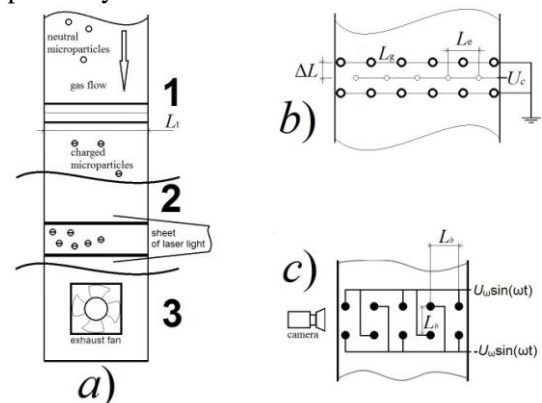 neutral
microparticles
gas flow
1
Lt
charged
microparticles
2
sheet
of laser light
3
exhaust fan
a)
b)
Lg
Le
ΔL
Uc
c)
Lb
Uωsin(ωt)
camera
Lb
-Uωsin(ωt)